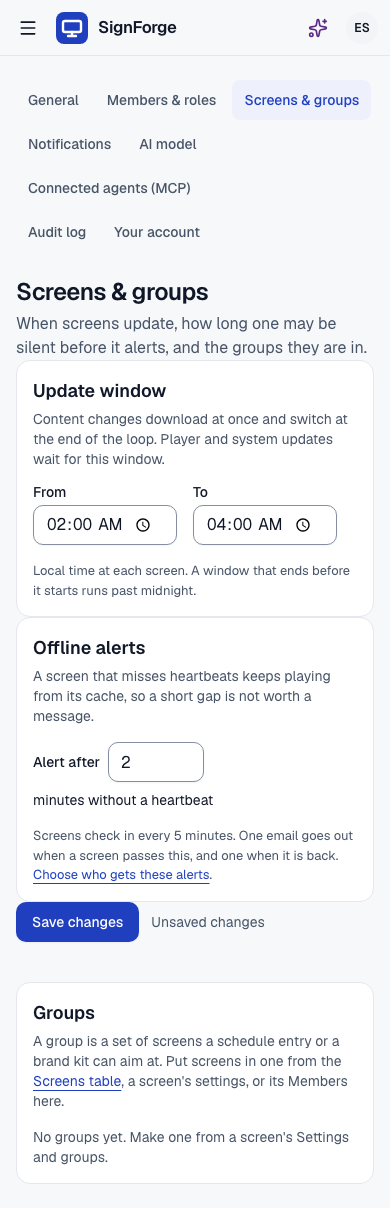 SignForge
ES
General
Members & roles
Screens & groups
Notifications
AI model
Connected agents (MCP)
Audit log
Your account
Screens & groups
When screens update, how long one may be
silent before it alerts, and the groups they are in.
Update window
Content changes download at once and switch at
the end of the loop. Player and system updates
wait for this window.
From
To
02:00 AM
04:00 AM
Local time at each screen. A window that ends before
it starts runs past midnight.
Offline alerts
A screen that misses heartbeats keeps playing
from its cache, so a short gap is not worth a
message.
Alert after 2
minutes without a heartbeat
Screens check in every 5 minutes. One email goes out
when a screen passes this, and one when it is back.
Choose who gets these alerts.
Save changes
Unsaved changes
Groups
A group is a set of screens a schedule entry or a
brand kit can aim at. Put screens in one from the
Screens table, a screen's settings, or its Members
here.
No groups yet. Make one from a screen's Settings
and groups.